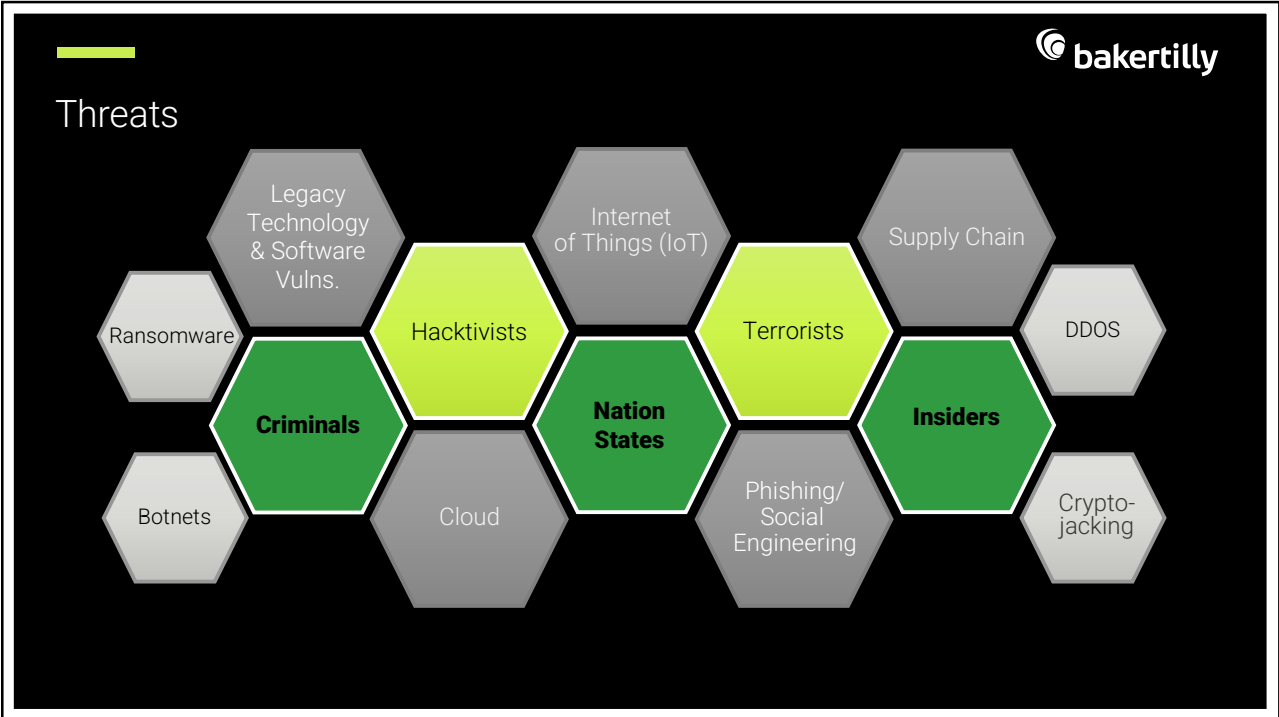 bakertilly
Threats
Legacy
Technology
& Software
Vulns.
Internet
of Things (IoT)
Supply Chain
Ransomware
Hacktivists
Terrorists
DDOS
Criminals
Nation
States
Insiders
Botnets
Cloud
Phishing/
Social
Engineering
Crypto-
jacking